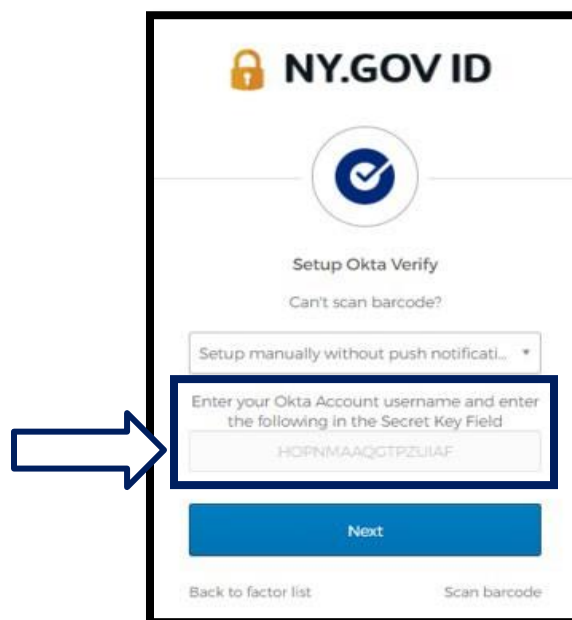 NY.GOV ID
Setup Okta Verify
Can't scan barcode?
Setup manually without push notificati...
Enter your Okta Account username and enter
the following in the Secret Key Field
HOPNMAAQGTPZUIAF
Next
Back to factor list
Scan barcode